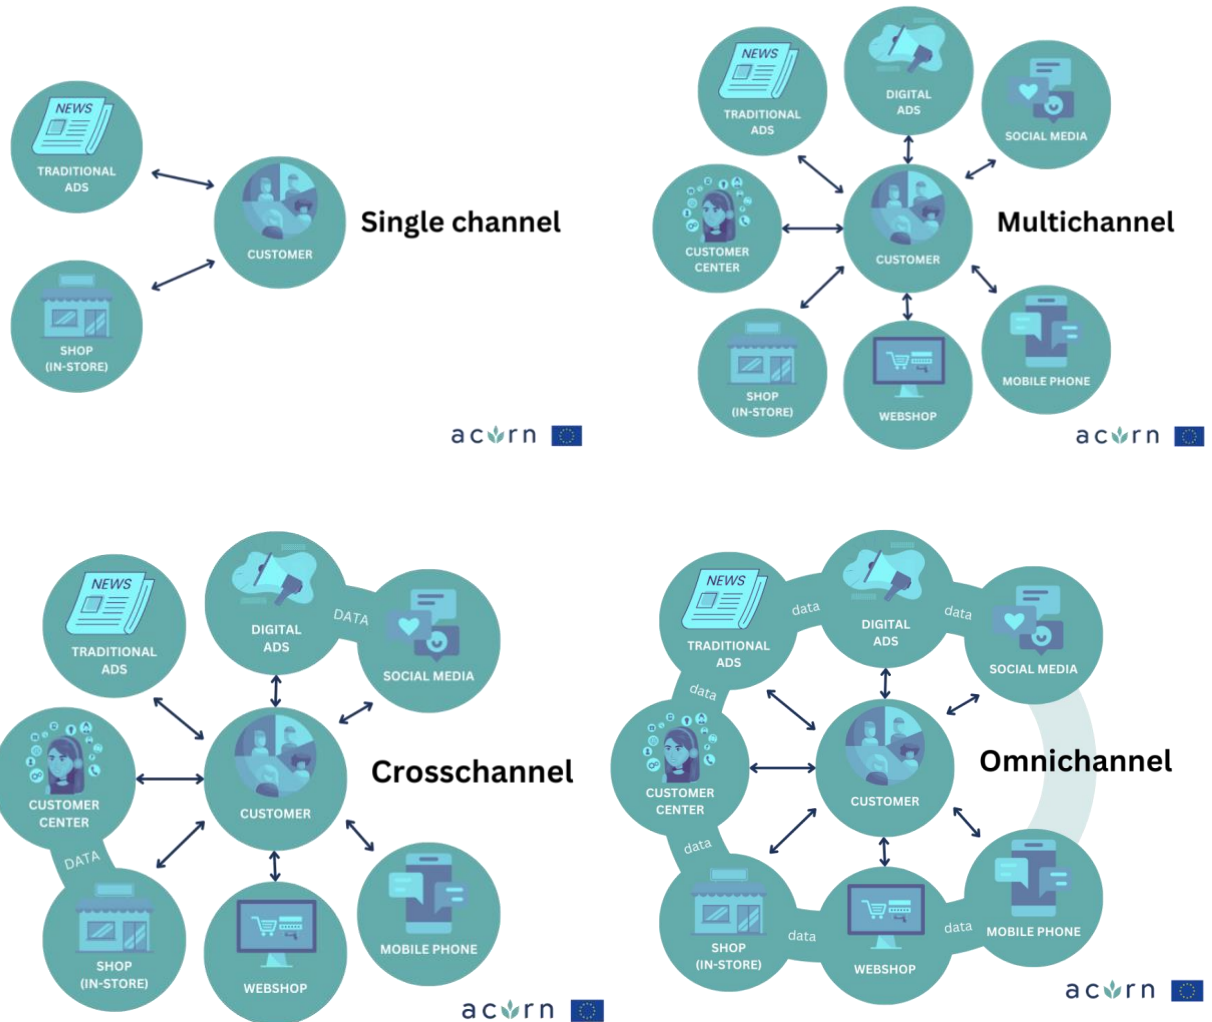 NEWS
TRADITIONAL
ADS
SHOP
(IN-STORE)
CUSTOMER
Single channel
acorn
NEWS
TRADITIONAL
ADS
DIGITAL
ADS
SOCIAL MEDIA
CUSTOMER
CENTER
CUSTOMER
Multichannel
SHOP
(IN-STORE)
WEBSHOP
MOBILE PHONE
acorn
NEWS
TRADITIONAL
ADS
DIGITAL
ADS
DATA
SOCIAL MEDIA
CUSTOMER
CENTER
CUSTOMER
Crosschannel
DATA
SHOP
(IN-STORE)
WEBSHOP
MOBILE PHONE
acorn
NEWS
TRADITIONAL
ADS
data
DIGITAL
ADS
data
SOCIAL MEDIA
data
CUSTOMER
CENTER
CUSTOMER
Omnichannel
data
SHOP
(IN-STORE)
data
WEBSHOP
data
MOBILE PHONE
acorn